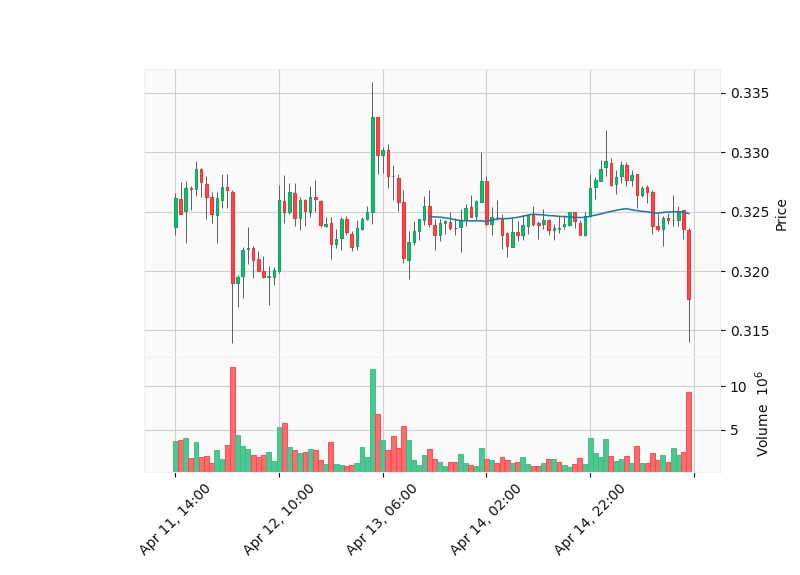 0.335
0.330
0.325
0.320
0.315
Price
10
5
Volume 10^6
Apr 11, 14:00
Apr 12, 10:00
Apr 13, 06:00
Apr 14, 02:00
Apr 14, 22:00